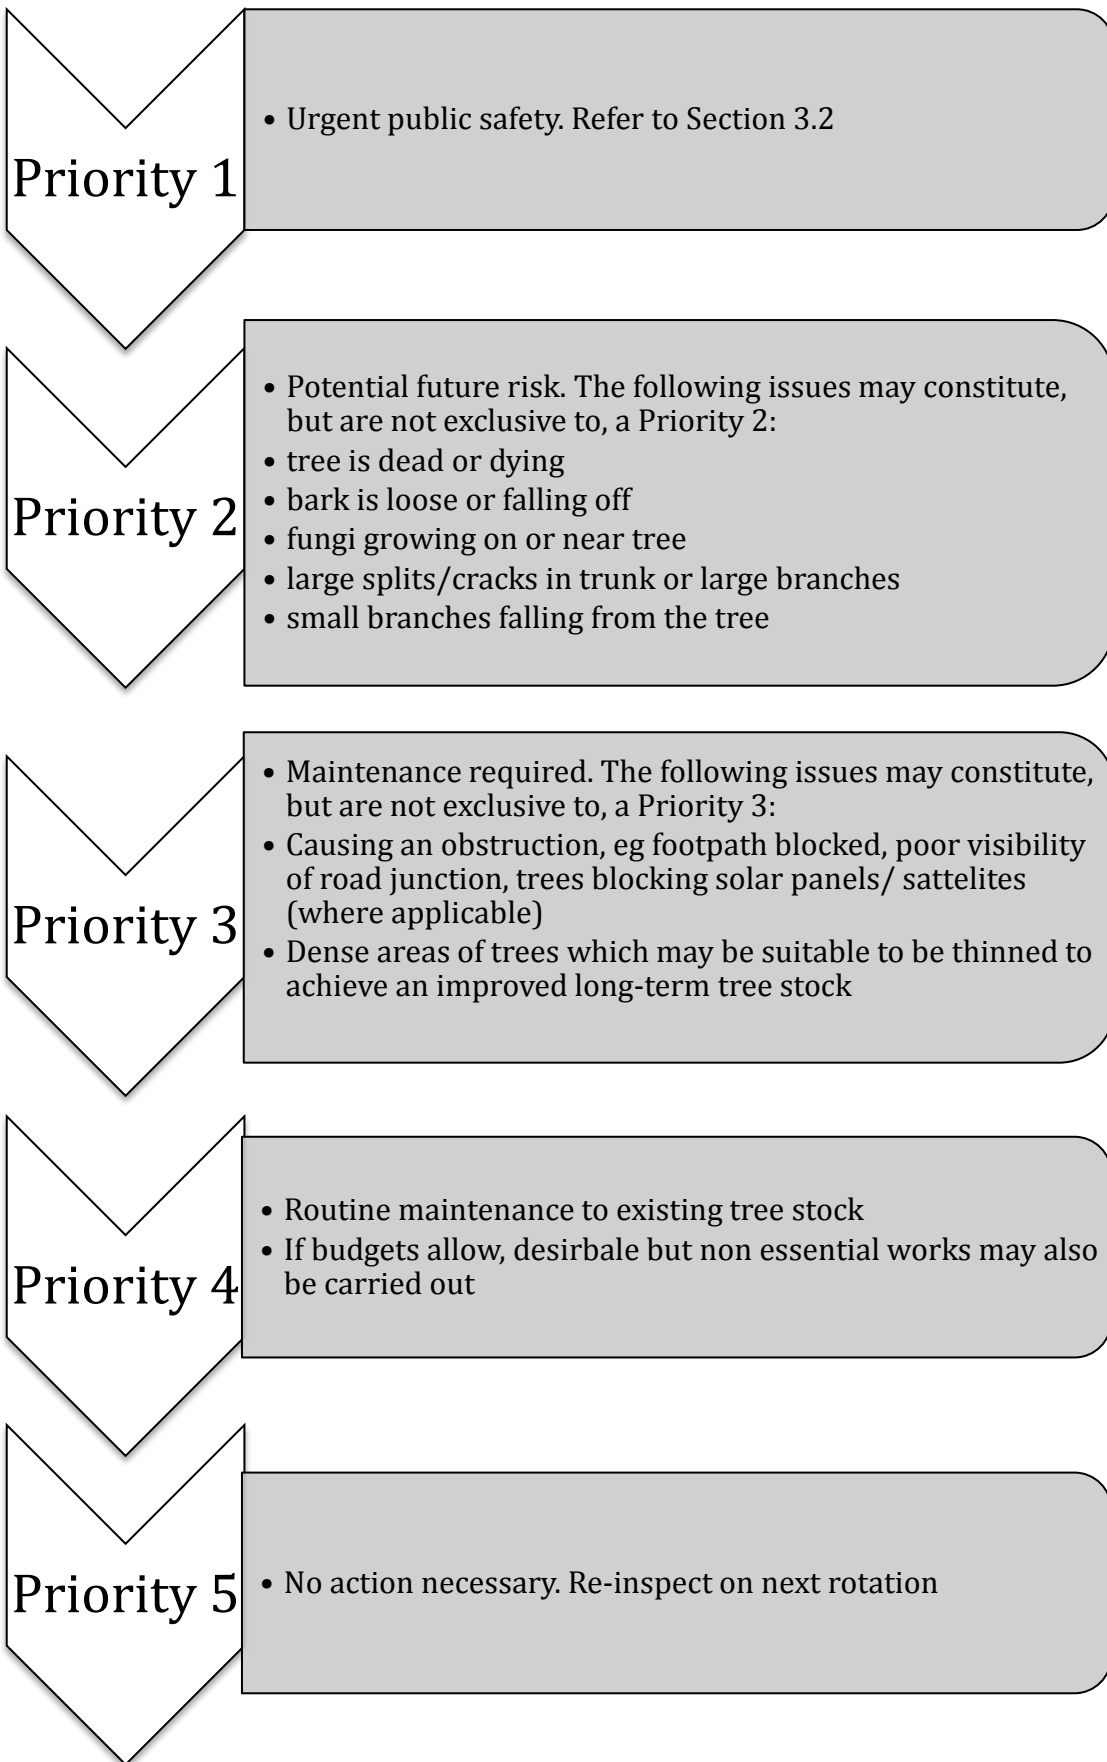 Priority 1
• Urgent public safety. Refer to Section 3.2
Priority 2
• Potential future risk. The following issues may constitute,
but are not exclusive to, a Priority 2:
• tree is dead or dying
• bark is loose or falling off
• fungi growing on or near tree
• large splits/cracks in trunk or large branches
• small branches falling from the tree
Priority 3
• Maintenance required. The following issues may constitute,
but are not exclusive to, a Priority 3:
• Causing an obstruction, eg footpath blocked, poor visibility
of road junction, trees blocking solar panels/ sattelites
(where applicable)
• Dense areas of trees which may be suitable to be thinned to
achieve an improved long-term tree stock
Priority 4
• Routine maintenance to existing tree stock
• If budgets allow, desirbale but non essential works may also
be carried out
Priority 5
• No action necessary. Re-inspect on next rotation